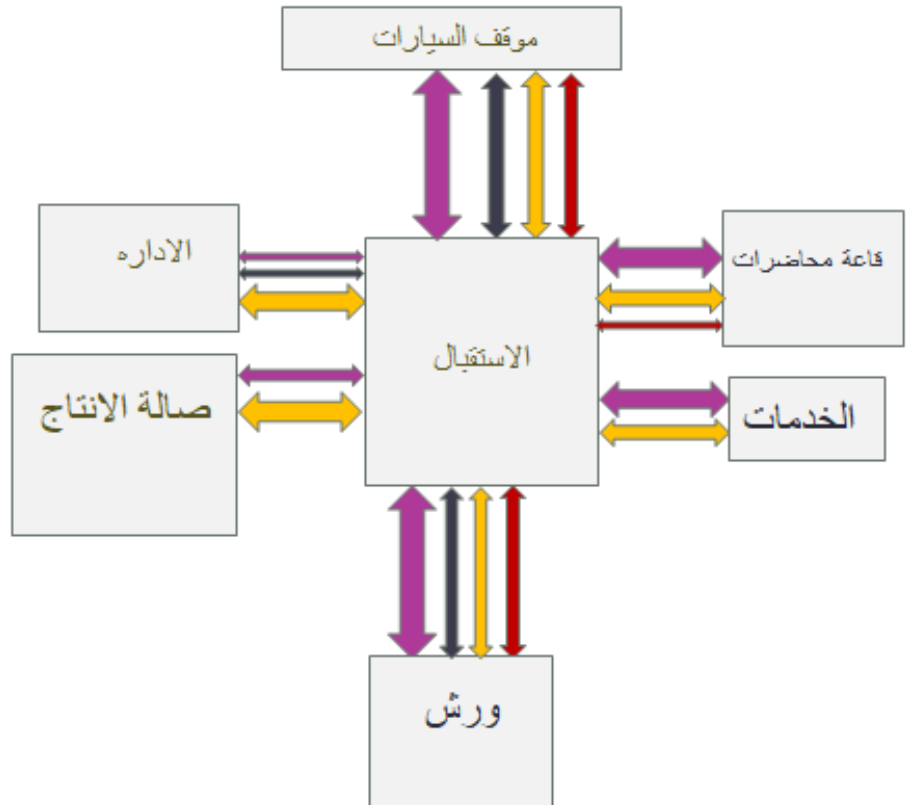 موقف السيارات
الاداره
قاعة محاضرات
الاستقبال
صالة الانتاج
الخدمات
ورش